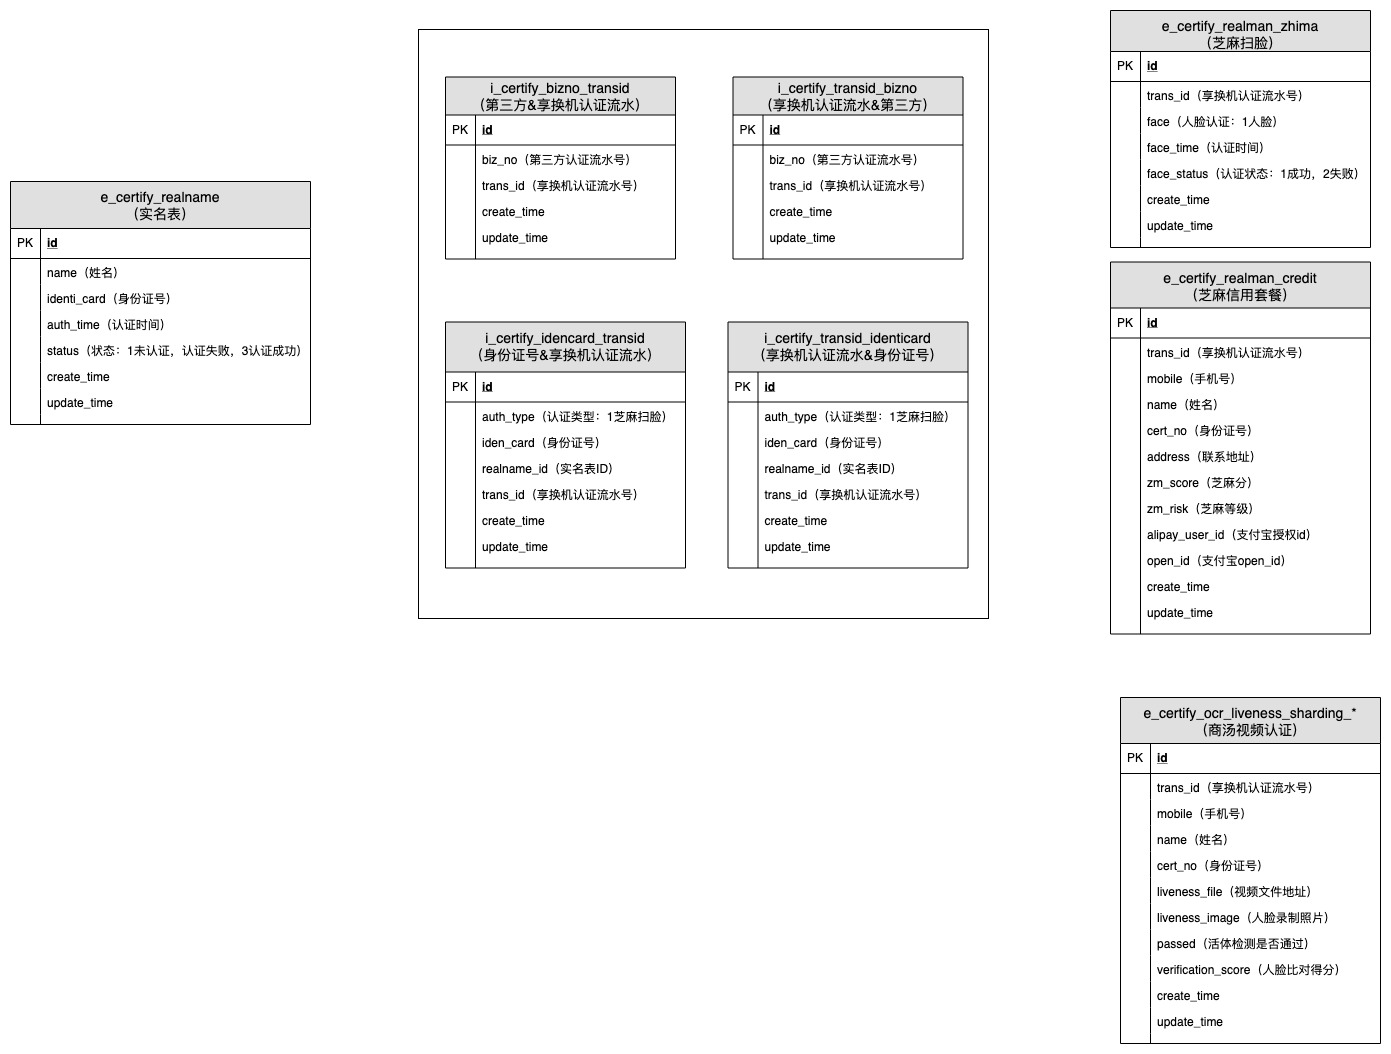 e_certify_realname
（实名表）
PK
id
name（姓名）
identi_card（身份证号）
auth_time（认证时间）
status（状态：1未认证，认证失败，3认证成功）
create_time
update_time
i_certify_bizno_transid
（第三方&享换机认证流水）
PK
id
biz_no（第三方认证流水号）
trans_id（享换机认证流水号）
create_time
update_time
i_certify_transid_bizno
（享换机认证流水&第三方）
PK
id
biz_no（第三方认证流水号）
trans_id（享换机认证流水号）
create_time
update_time
i_certify_idencard_transid
（身份证号&享换机认证流水）
PK
id
auth_type（认证类型：1芝麻扫脸）
iden_card（身份证号）
realname_id（实名表ID）
trans_id（享换机认证流水号）
create_time
update_time
i_certify_transid_identicard
（享换机认证流水&身份证号）
PK
id
auth_type（认证类型：1芝麻扫脸）
iden_card（身份证号）
realname_id（实名表ID）
trans_id（享换机认证流水号）
create_time
update_time
e_certify_realman_zhima
（芝麻扫脸）
PK
id
trans_id（享换机认证流水号）
face（人脸认证：1人脸）
face_time（认证时间）
face_status（认证状态：1成功，2失败）
create_time
update_time
e_certify_realman_credit
（芝麻信用套餐）
PK
id
trans_id（享换机认证流水号）
mobile（手机号）
name（姓名）
cert_no（身份证号）
address（联系地址）
zm_score（芝麻分）
zm_risk（芝麻等级）
alipay_user_id（支付宝授权id）
open_id（支付宝open_id）
create_time
update_time
e_certify_ocr_liveness_sharding_*
（商汤视频认证）
PK
id
trans_id（享换机认证流水号）
mobile（手机号）
name（姓名）
cert_no（身份证号）
liveness_file（视频文件地址）
liveness_image（人脸录制照片）
passed（活体检测是否通过）
verification_score（人脸比对得分）
create_time
update_time